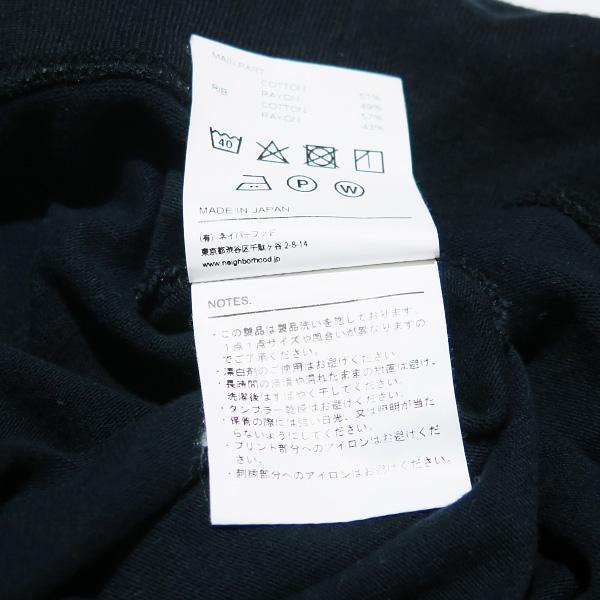 MAIN PART
COTTON 51%
RAYON 49%
RIB COTTON 57%
RAYON 43%
40
P W
MADE IN JAPAN
(有)ネイバーフッド
東京都渋谷区千駄ヶ谷 2-8-14
www.neighborhood.jp
NOTES.
・この製品は製品洗いを施しております。
1点1点サイズや風合いが異なりますの
でご了承ください。
・漂白剤のご使用はお避けください。
・長時間の浸漬や濡れたままの放置は避け、
洗濯後はすばやく干してください。
・タンブラー乾燥はお避けください。
・保管の際には強い日光、又は照明が当た
らないようにしてください。
・プリント部分へのアイロンはお避けくだ
さい。
・刺繍部分へのアイロンはお避けください。